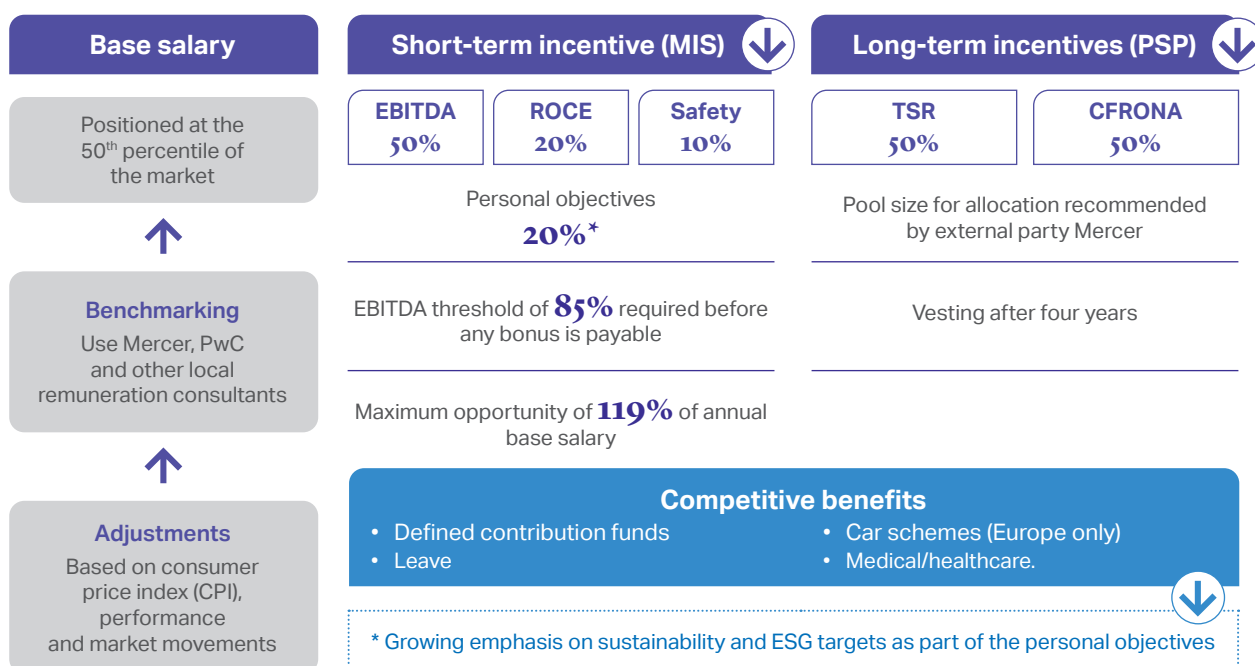 Base salary
Positioned at the
50th percentile of
the market
Benchmarking
Use Mercer, PwC
and other local
remuneration consultants
Adjustments
Based on consumer
price index (CPI),
performance
and market movements
Short-term incentive (MIS)
EBITDA
50%
ROCE
20%
Safety
10%
Personal objectives
20%*
EBITDA threshold of 85% required before
any bonus is payable
Maximum opportunity of 119% of annual
base salary
Long-term incentives (PSP)
TSR
50%
CFRONA
50%
Pool size for allocation recommended
by external party Mercer
Vesting after four years
Competitive benefits
• Defined contribution funds
• Leave
• Car schemes (Europe only)
• Medical/healthcare.
* Growing emphasis on sustainability and ESG targets as part of the personal objectives